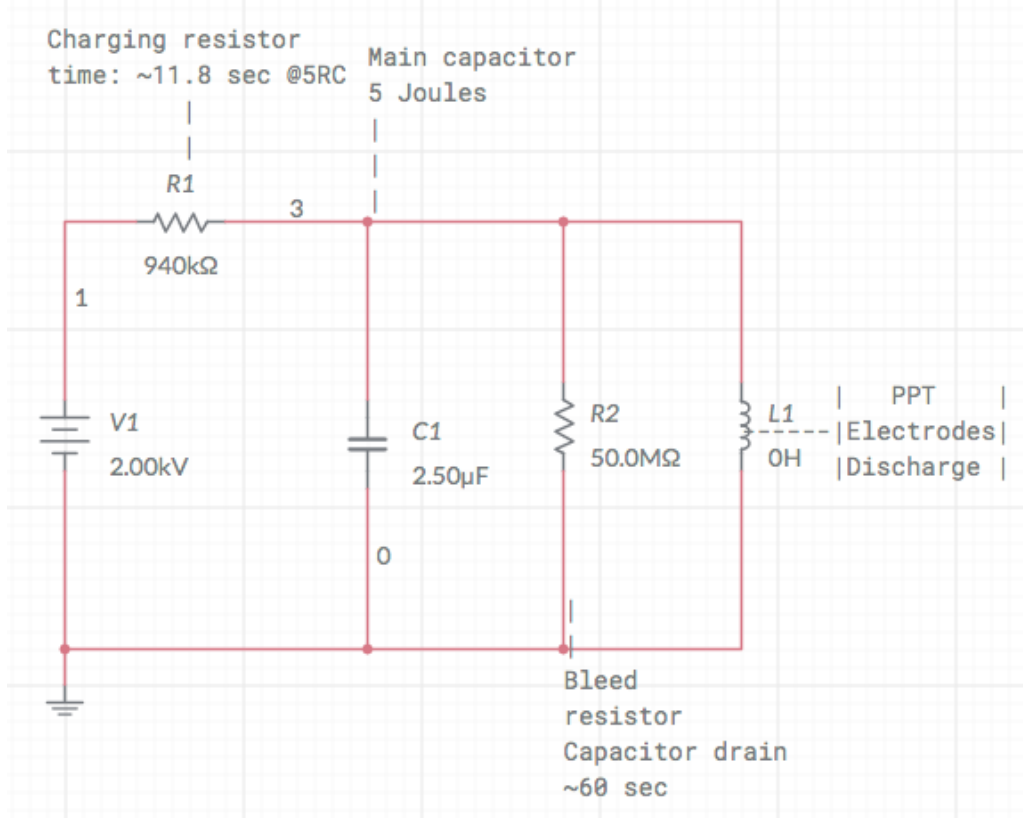 Charging resistor
time: ~11.8 sec @5RC
Main capacitor
5 Joules
R1
940kΩ
3
1
V1
2.00kV
C1
2.50µF
0
R2
50.0MΩ
L1
0H
| PPT |
|Electrodes|
|Discharge |
Bleed
resistor
Capacitor drain
~60 sec